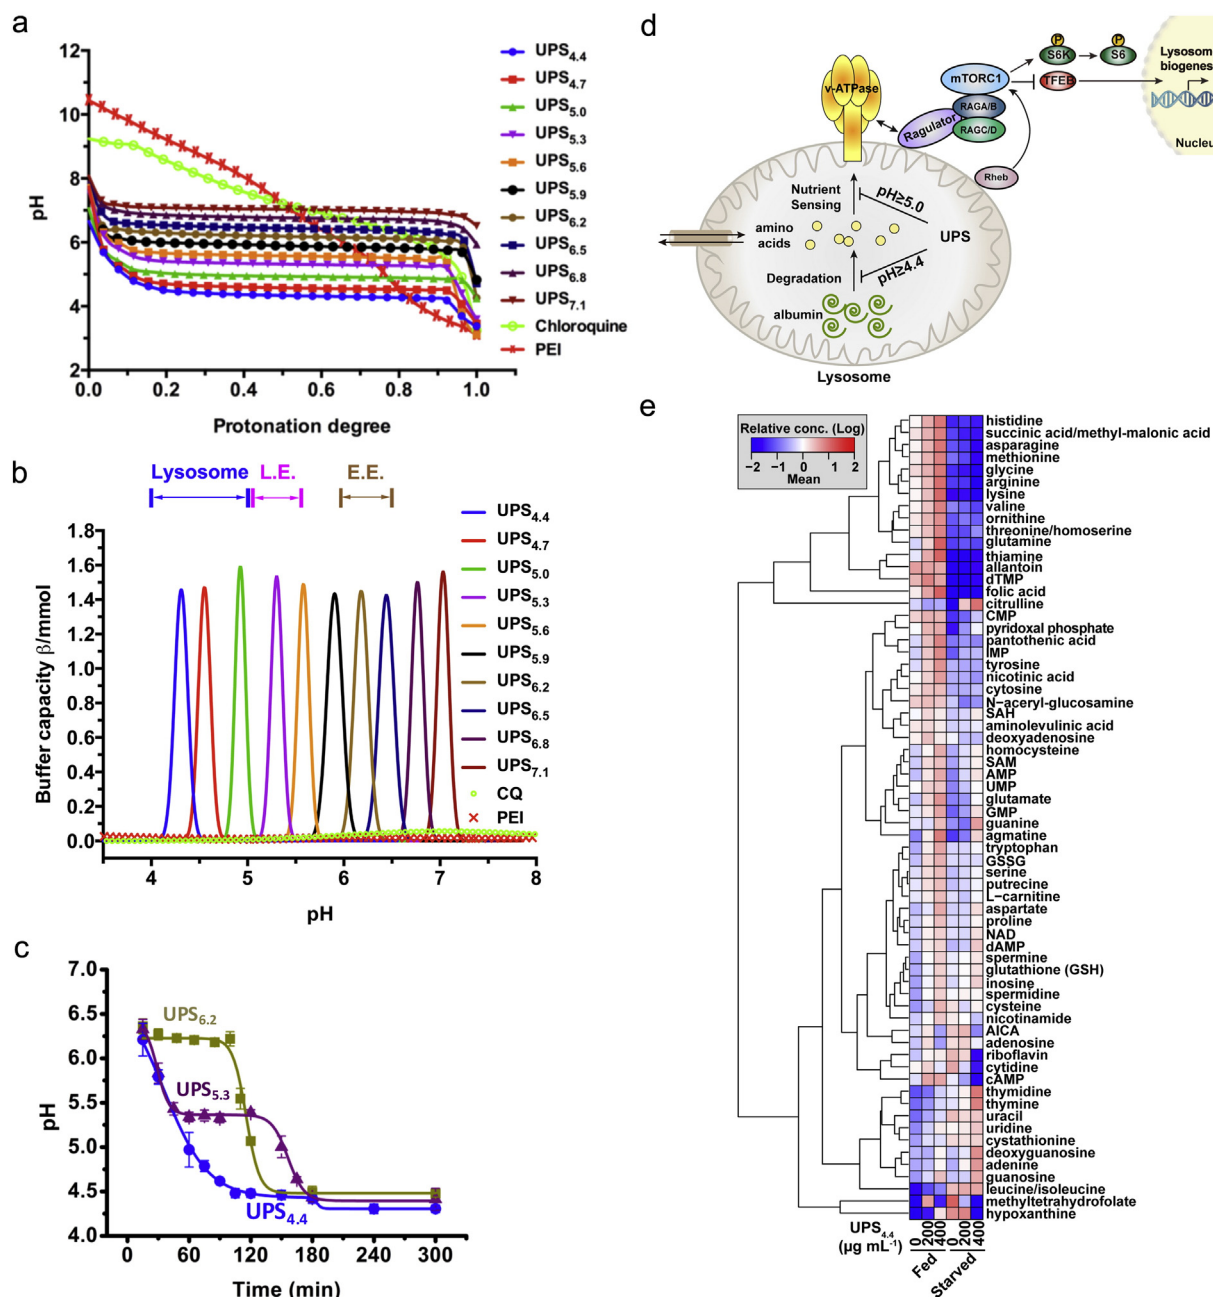 a
12
10
8
6
4
2
pH
0.0
0.2
0.4
0.6
0.8
1.0
Protonation degree
UPS4.4
UPS4.7
UPS5.0
UPS5.3
UPS5.6
UPS5.9
UPS6.2
UPS6.5
UPS6.8
UPS7.1
Chloroquine
PEI
b
Lysosome
L.E.
E.E.
1.8
1.6
1.4
1.2
1.0
0.8
0.6
0.4
0.2
0.0
Buffer capacity β/mmol
4
5
6
7
8
pH
UPS4.4
UPS4.7
UPS5.0
UPS5.3
UPS5.6
UPS5.9
UPS6.2
UPS6.5
UPS6.8
UPS7.1
CQ
PEI
c
7.0
6.5
6.0
5.5
5.0
4.5
4.0
pH
UPS6.2
UPS5.3
UPS4.4
0
60
120
180
240
300
Time (min)
d
v-ATPase
mTORC1
RAGA/B
RAGC/D
Ragulator
Rheb
P
S6K
P
S6
TFEB
Lysosom
biogenes
Nucleu
Nutrient
Sensing
pH≥5.0
amino
acids
UPS
Degradation
pH≥4.4
albumin
Lysosome
e
Relative conc. (Log)
−2 −1 0 1 2
Mean
histidine
succinic acid/methyl-malonic acid
asparagine
methionine
glycine
arginine
lysine
valine
ornithine
threonine/homoserine
glutamine
thiamine
allantoin
dTMP
folic acid
citrulline
CMP
pyridoxal phosphate
pantothenic acid
IMP
tyrosine
nicotinic acid
cytosine
N−aceryl-glucosamine
SAH
aminolevulinic acid
deoxyadenosine
homocysteine
SAM
AMP
UMP
glutamate
GMP
guanine
agmatine
tryptophan
GSSG
serine
putrecine
L−carnitine
aspartate
proline
NAD
dAMP
spermine
glutathione (GSH)
inosine
spermidine
cysteine
nicotinamide
AICA
adenosine
riboflavin
cytidine
cAMP
thymidine
thymine
uracil
uridine
cystathionine
deoxyguanosine
adenine
guanosine
leucine/isoleucine
methyltetrahydrofolate
hypoxanthine
UPS4.4
(μg mL-1)
0
200
400
0
200
400
Fed
Starved